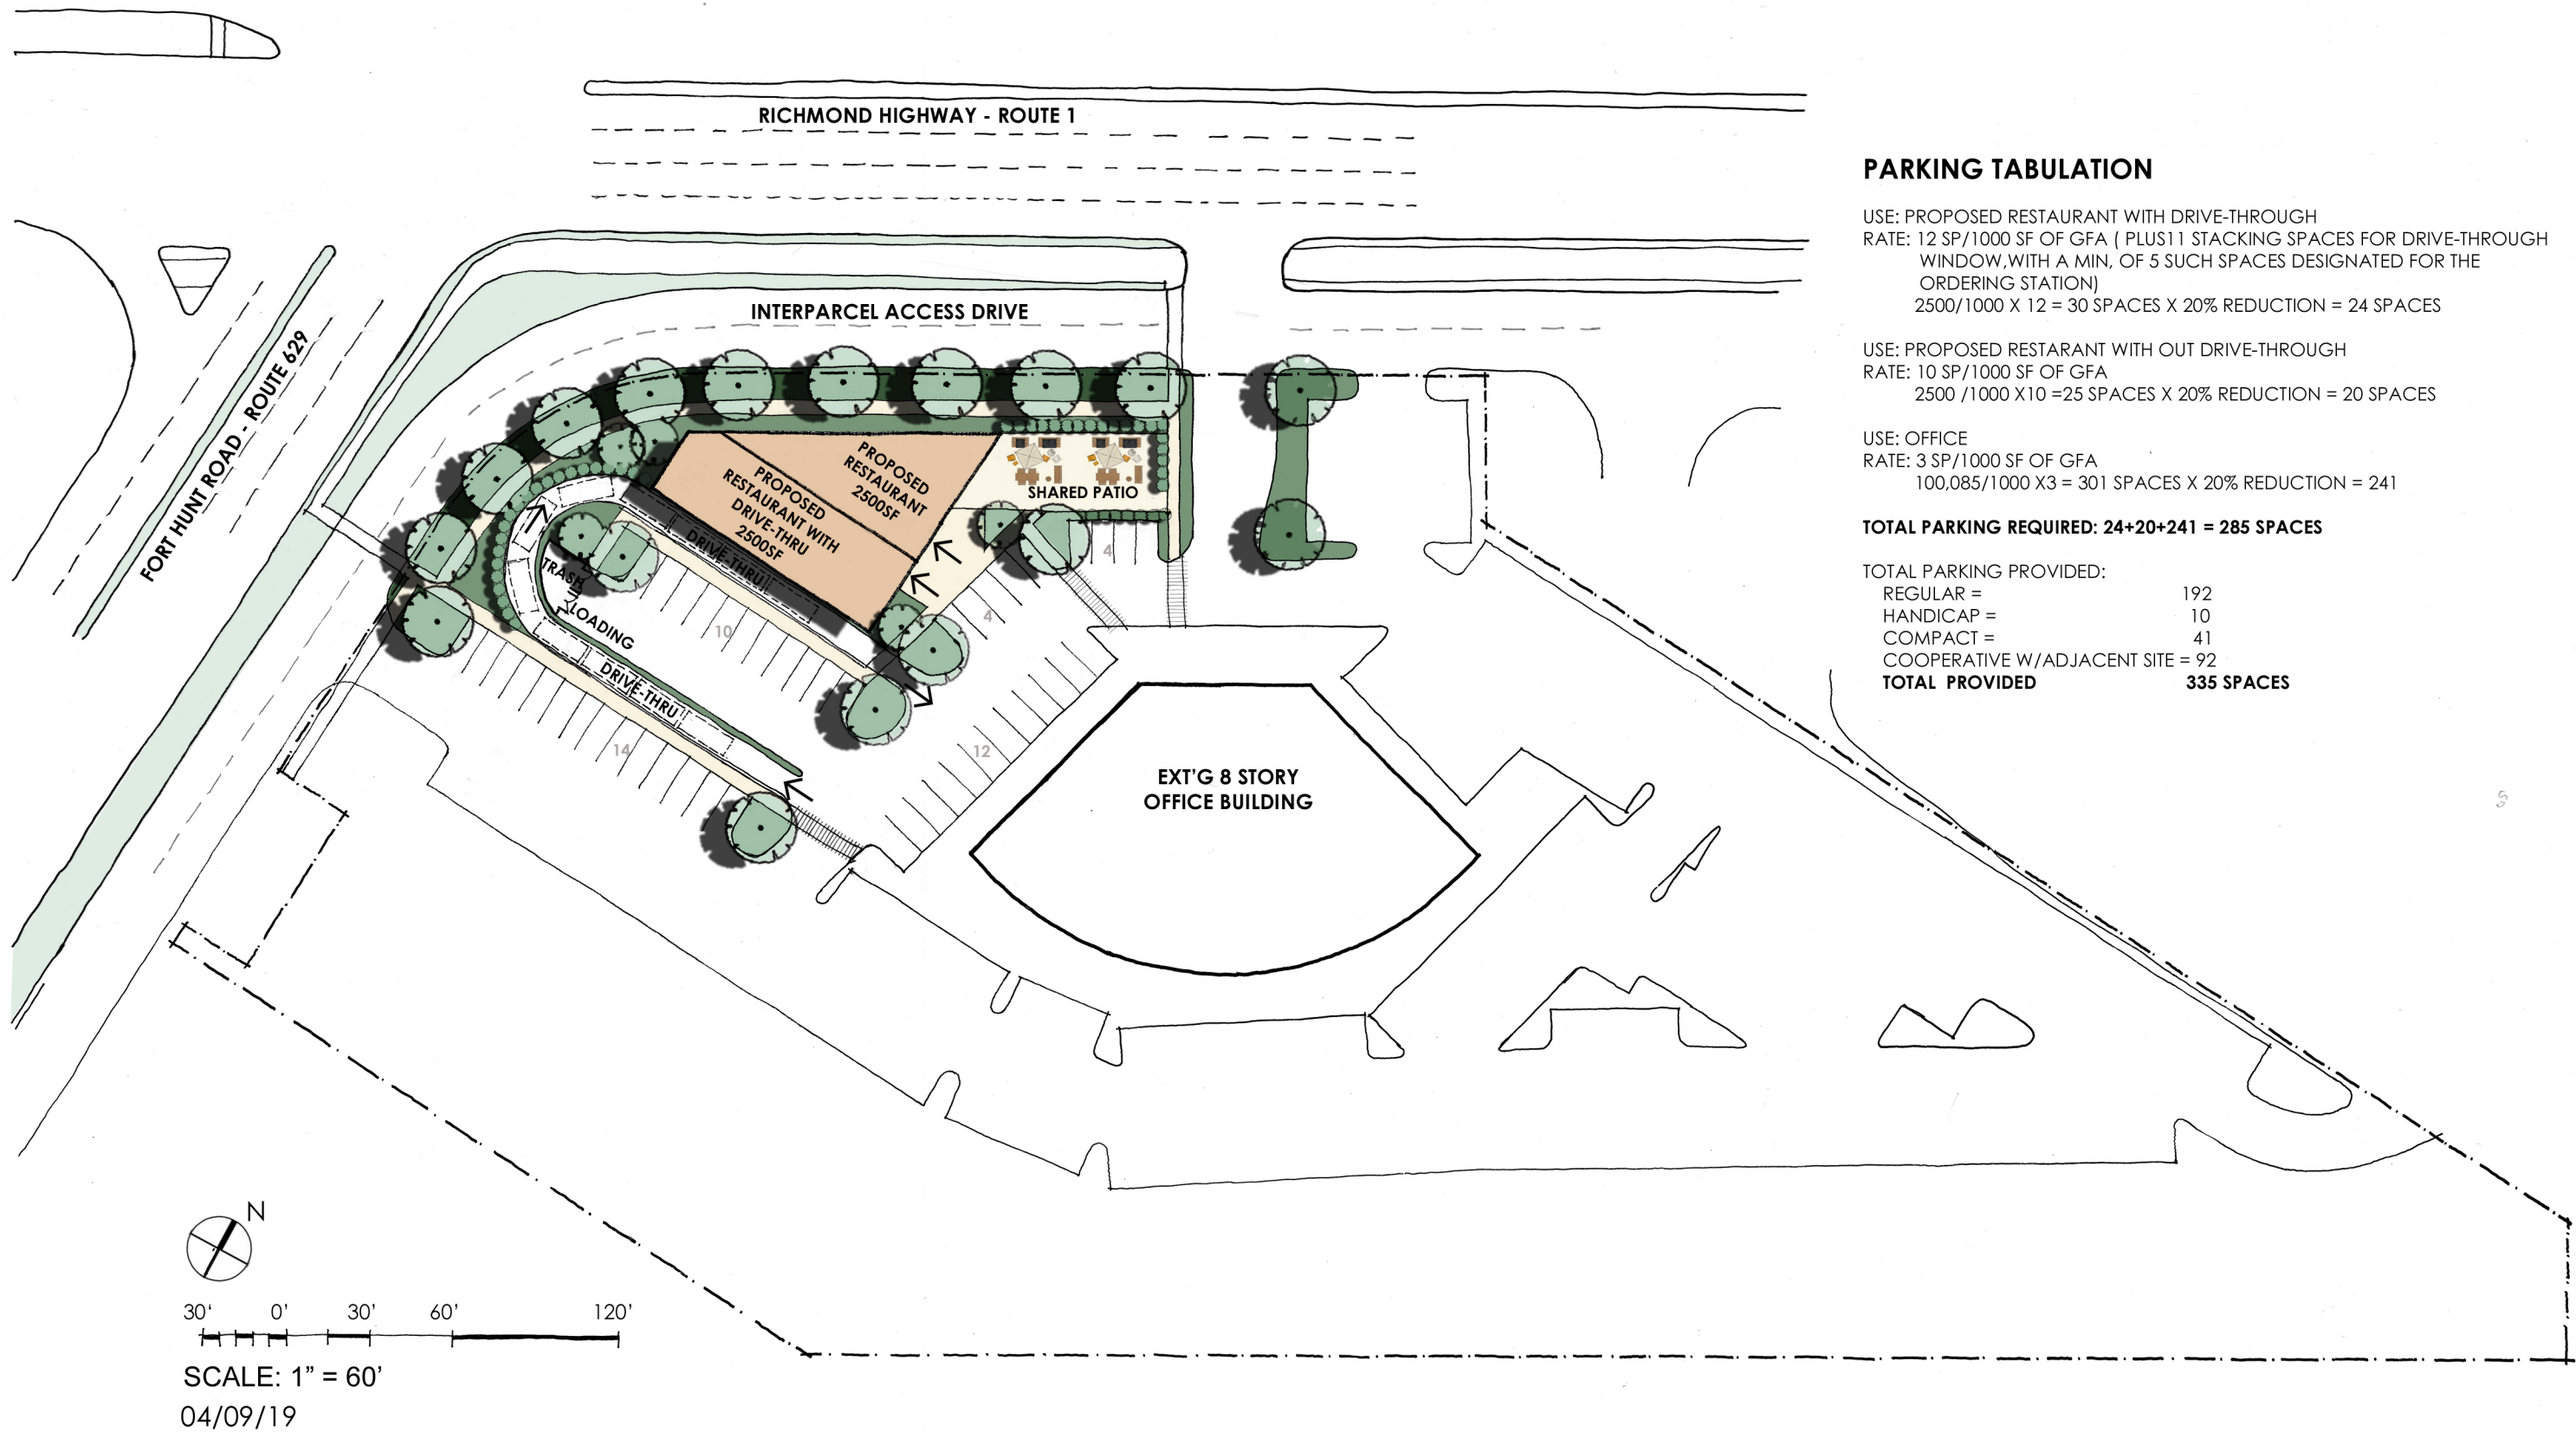 RICHMOND HIGHWAY - ROUTE 1
INTERPARCEL ACCESS DRIVE
FORT HUNT ROAD - ROUTE 629
PROPOSED
RESTAURANT
2500SF
PROPOSED
RESTAURANT WITH
DRIVE-THRU
2500SF
SHARED PATIO
DRIVE-THRU
TRASH
LOADING
DRIVE-THRU
4
4
10
12
14
EXT'G 8 STORY
OFFICE BUILDING
PARKING TABULATION
USE: PROPOSED RESTAURANT WITH DRIVE-THROUGH
RATE: 12 SP/1000 SF OF GFA ( PLUS11 STACKING SPACES FOR DRIVE-THROUGH
WINDOW,WITH A MIN, OF 5 SUCH SPACES DESIGNATED FOR THE
ORDERING STATION)
2500/1000 X 12 = 30 SPACES X 20% REDUCTION = 24 SPACES
USE: PROPOSED RESTARANT WITH OUT DRIVE-THROUGH
RATE: 10 SP/1000 SF OF GFA
2500 /1000 X10 =25 SPACES X 20% REDUCTION = 20 SPACES
USE: OFFICE
RATE: 3 SP/1000 SF OF GFA
100,085/1000 X3 = 301 SPACES X 20% REDUCTION = 241
TOTAL PARKING REQUIRED: 24+20+241 = 285 SPACES
TOTAL PARKING PROVIDED:
REGULAR = 192
HANDICAP = 10
COMPACT = 41
COOPERATIVE W/ADJACENT SITE = 92
TOTAL PROVIDED 335 SPACES
N
30' 0' 30' 60' 120'
SCALE: 1" = 60'
04/09/19